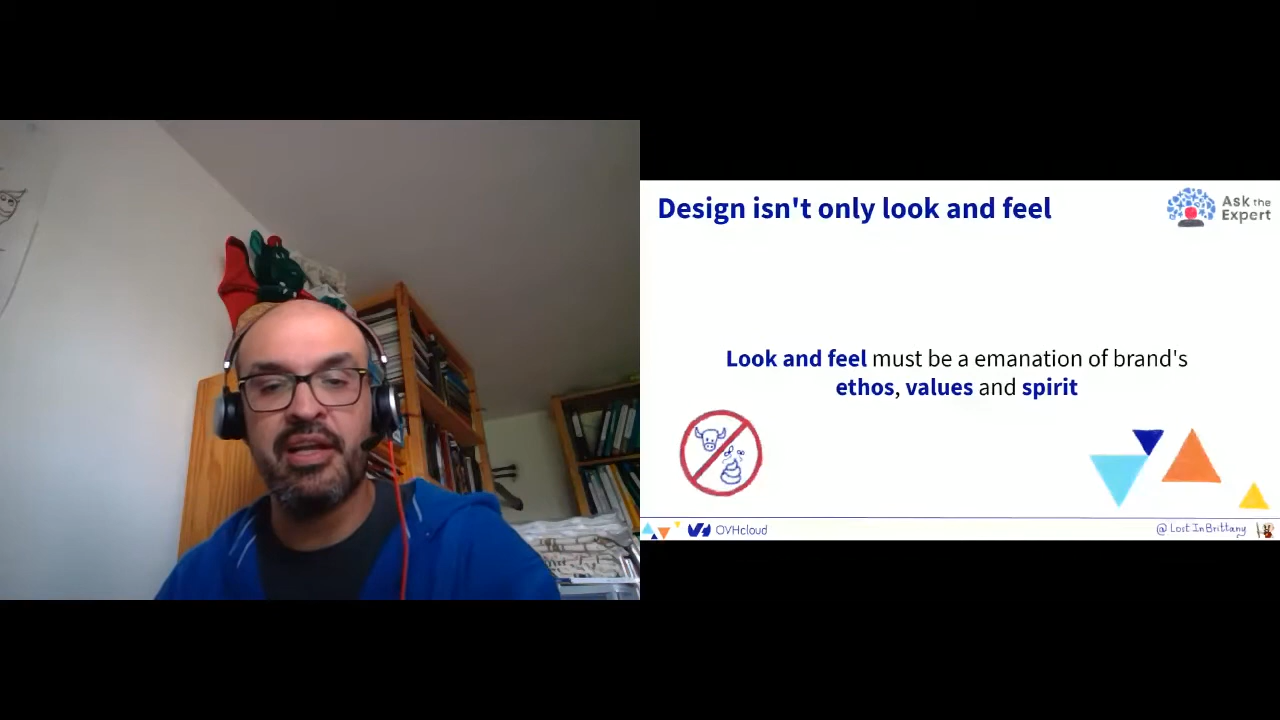 Design isn't only look and feel
Ask the
Expert
Look and feel must be a emanation of brand's
ethos, values and spirit
OVHcloud
@LostInBrittany